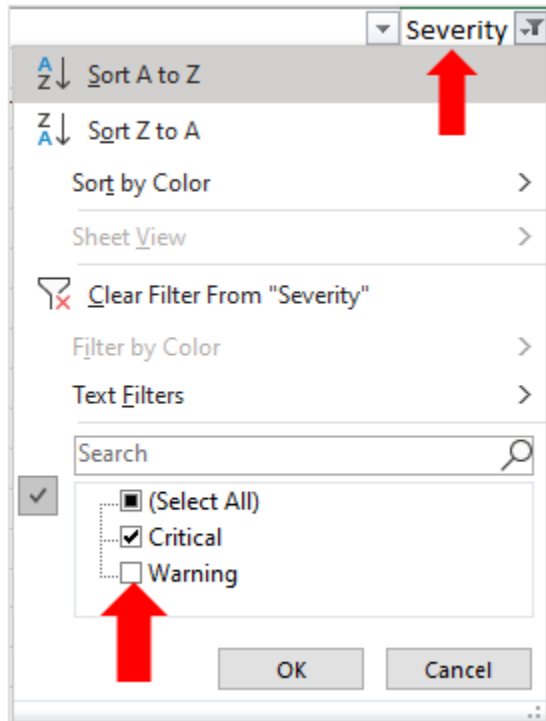 Severity
Sort A to Z
Sort Z to A
Sort by Color
Sheet View
Clear Filter From "Severity"
Filter by Color
Text Filters
Search
(Select All)
Critical
Warning
OK Cancel